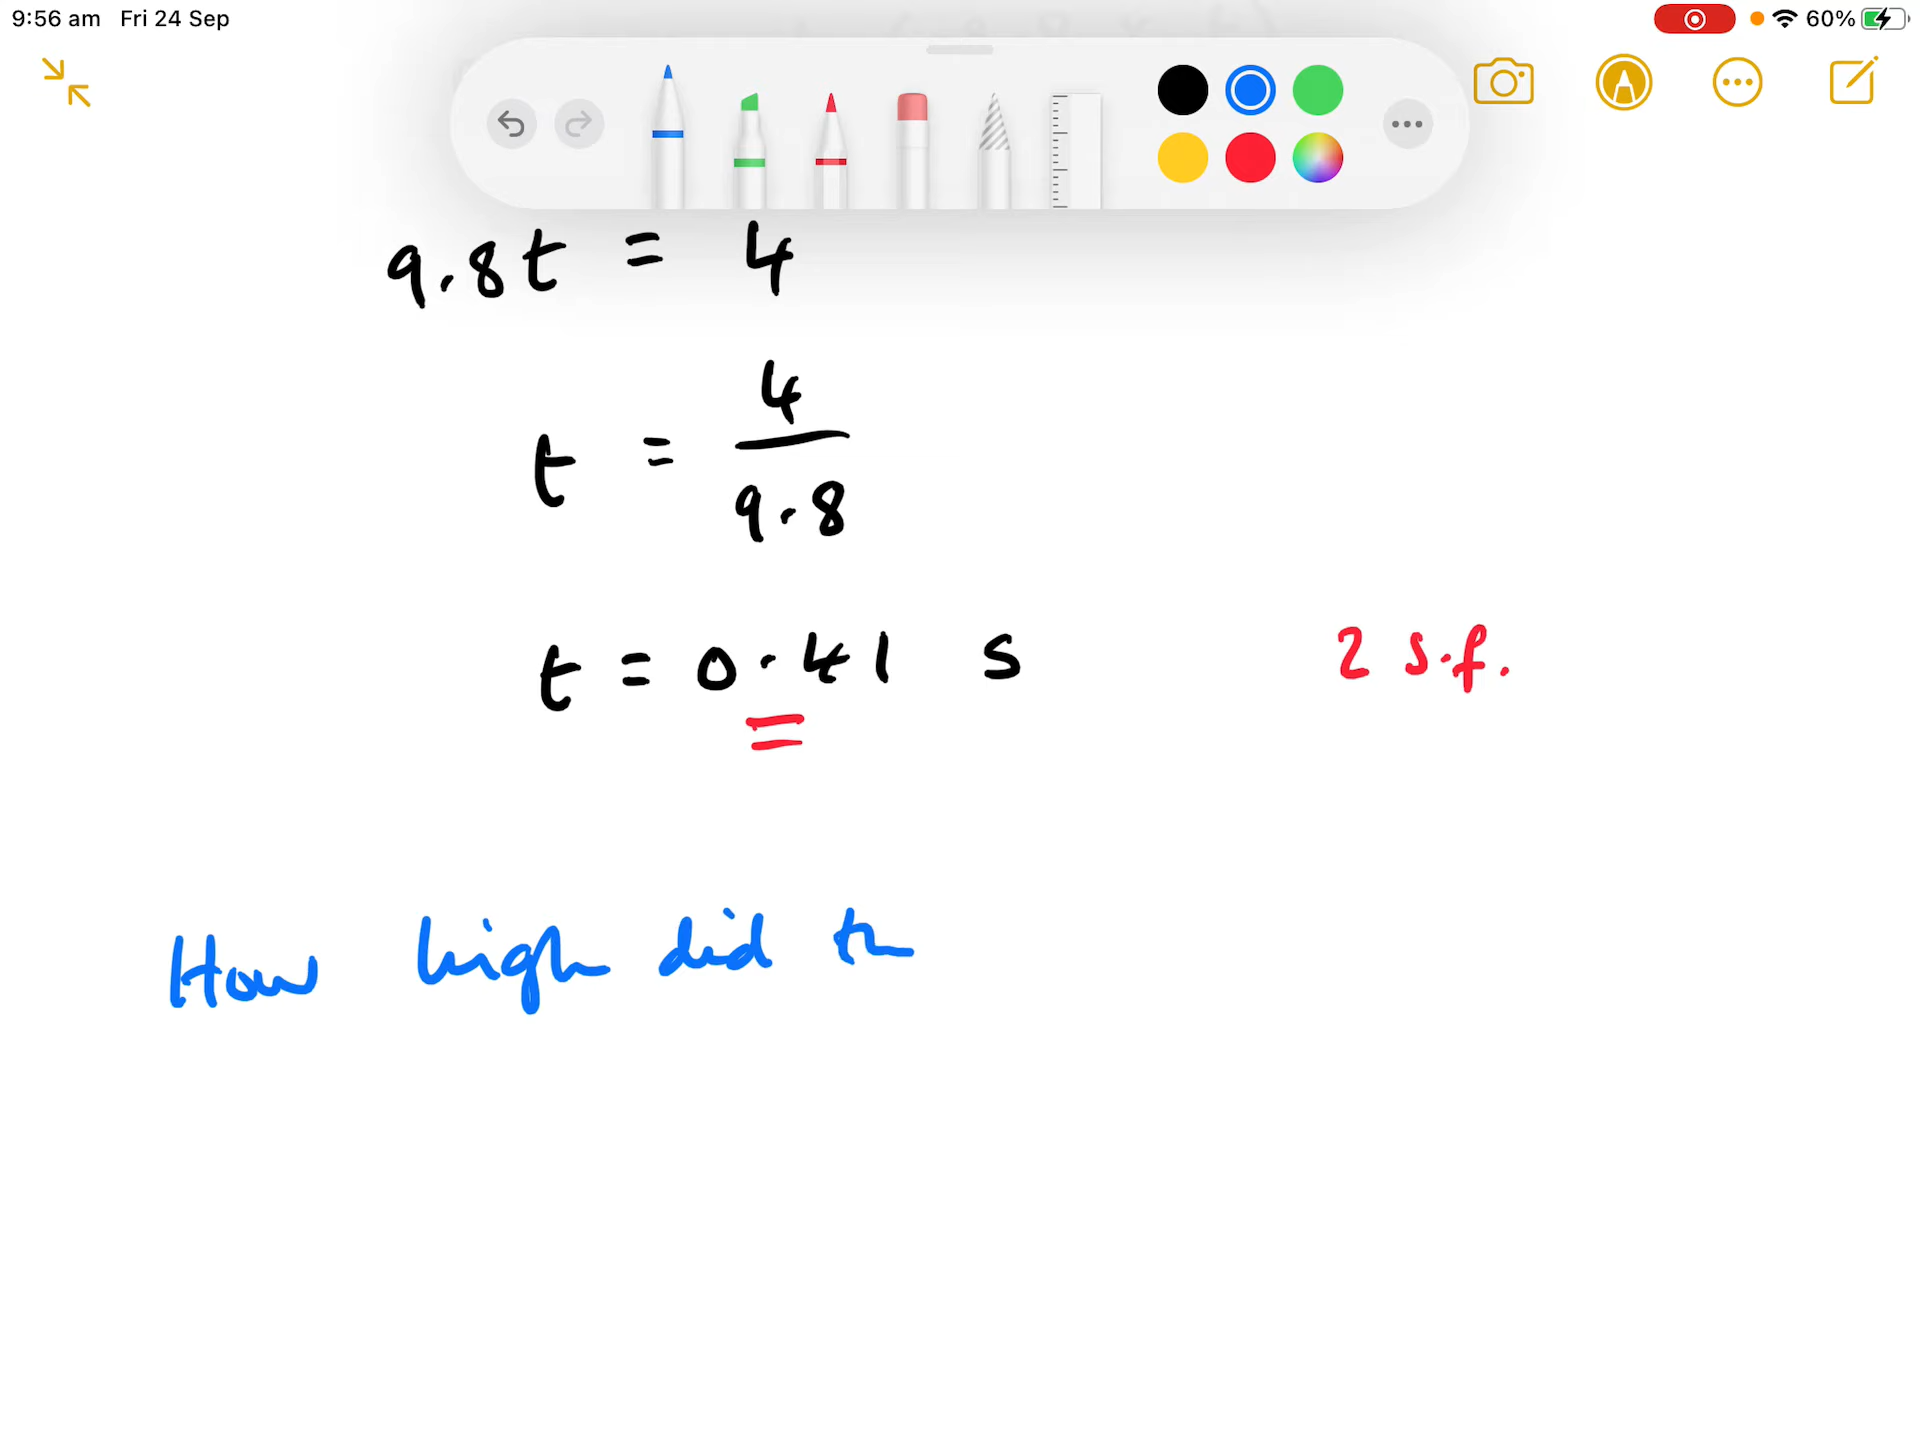 9:56 am Fri 24 Sep 60%
9.8t = 4
t = 4
9.8
t = 0.41 s 2 s.f.
How high did th